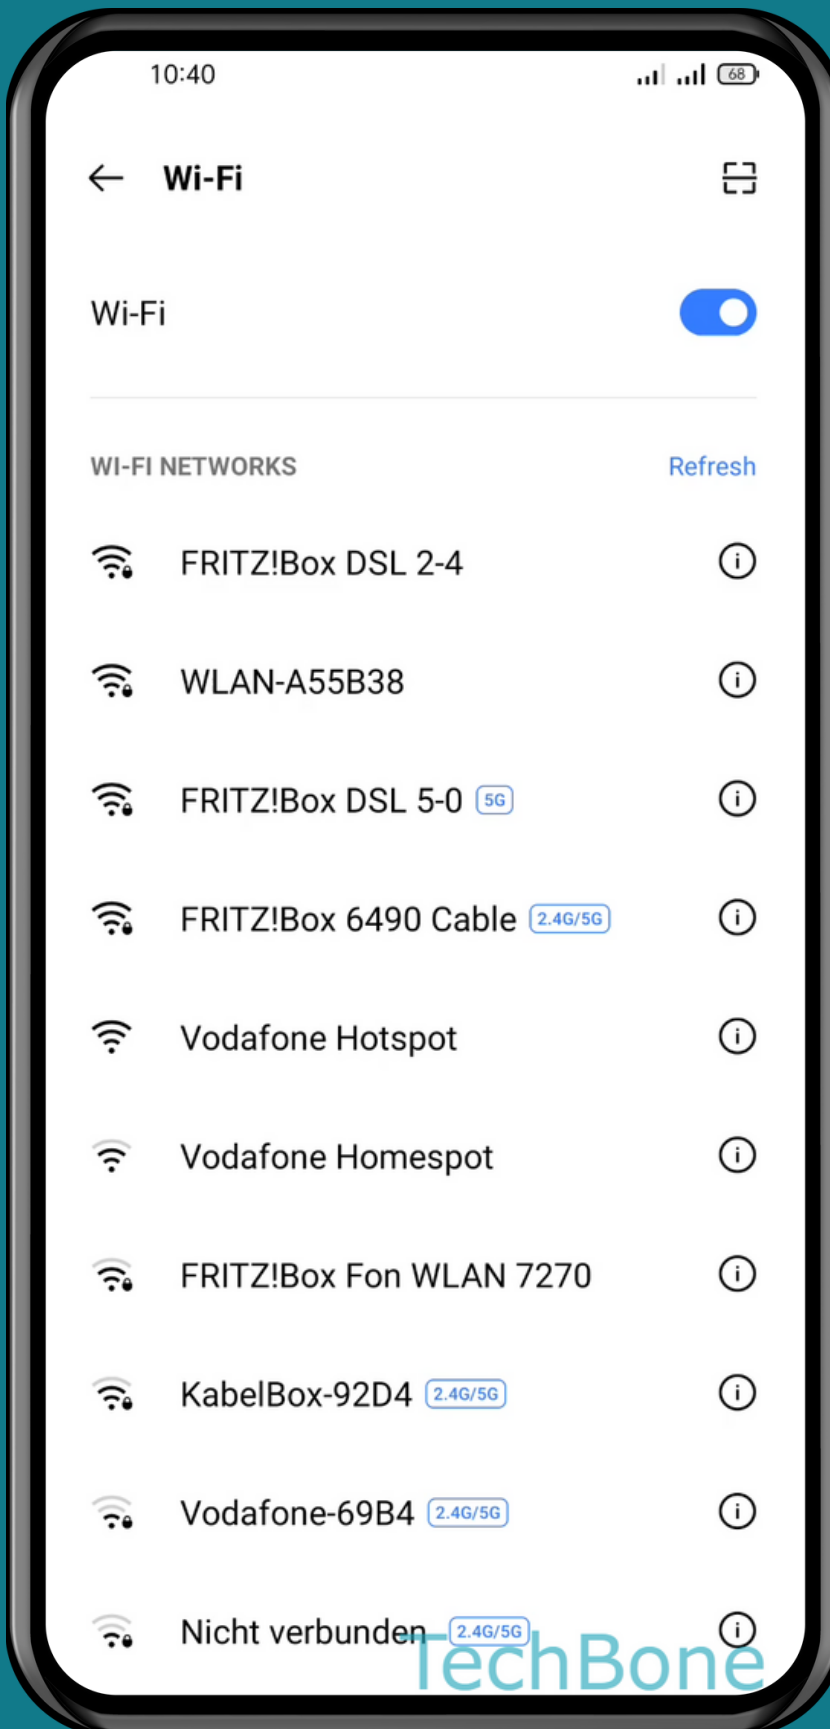 10:40
68
Wi-Fi
Wi-Fi
WI-FI NETWORKS
Refresh
FRITZ!Box DSL 2-4
WLAN-A55B38
FRITZ!Box DSL 5-0 5G
FRITZ!Box 6490 Cable 2.4G/5G
Vodafone Hotspot
Vodafone Homespot
FRITZ!Box Fon WLAN 7270
KabelBox-92D4 2.4G/5G
Vodafone-69B4 2.4G/5G
Nicht verbunden 2.4G/5G
TechBone